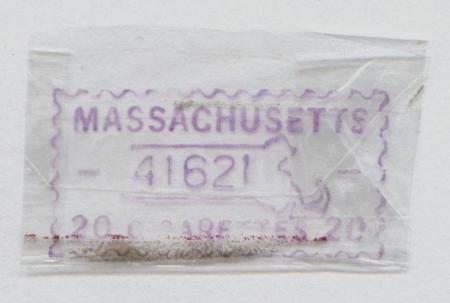 MASSACHUSETTS
- 41621 -
20 CIGARETTES 20